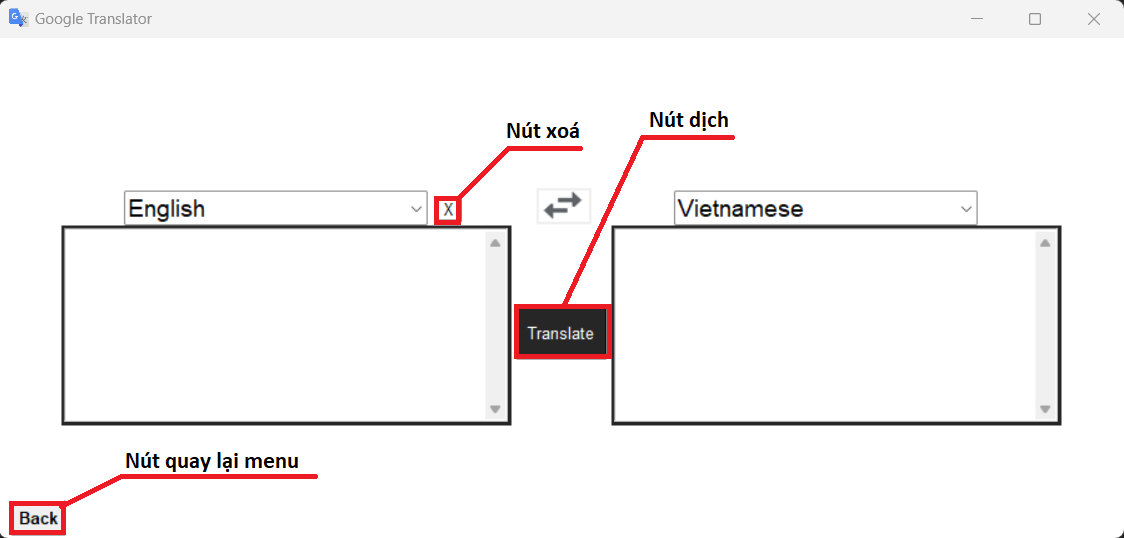 Google Translator
Nút dịch
Nút xoá
English
X
Vietnamese
Translate
Nút quay lại menu
Back